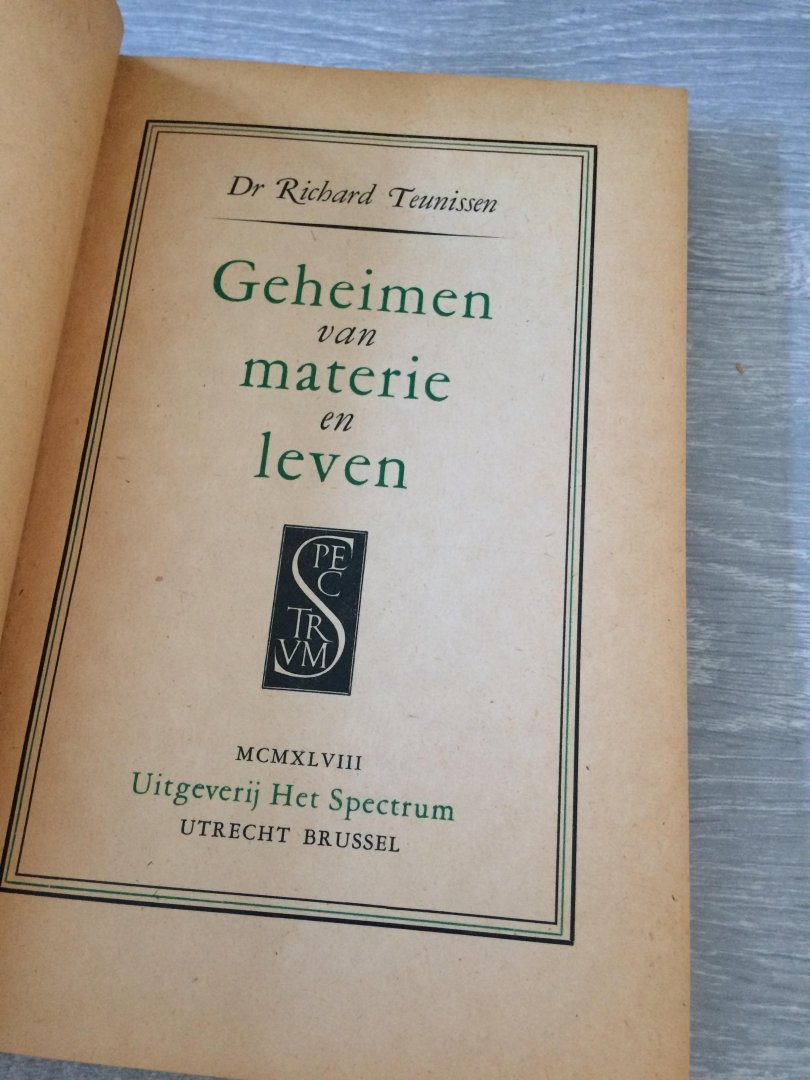 Dr Richard Teunissen
Geheimen
van
materie
en
leven
SPEC
TR
VM
MCMXLVIII
Uitgeverij Het Spectrum
UTRECHT BRUSSEL